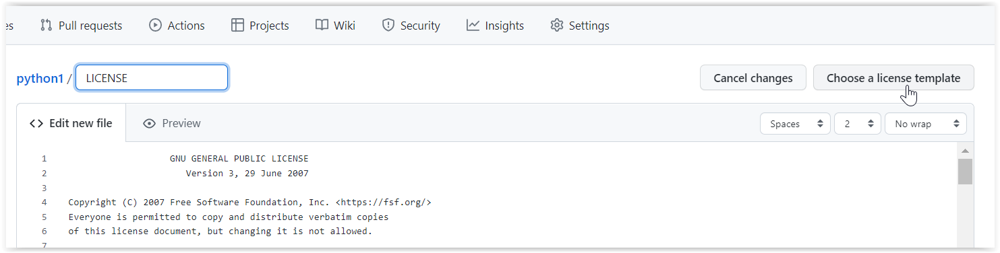 es Pull requests Actions Projects Wiki Security Insights Settings
python1 / LICENSE Cancel changes Choose a license template
<> Edit new file Preview Spaces 2 No wrap
1 GNU GENERAL PUBLIC LICENSE
2 Version 3, 29 June 2007
3
4 Copyright (C) 2007 Free Software Foundation, Inc. <https://fsf.org/>
5 Everyone is permitted to copy and distribute verbatim copies
6 of this license document, but changing it is not allowed.
7